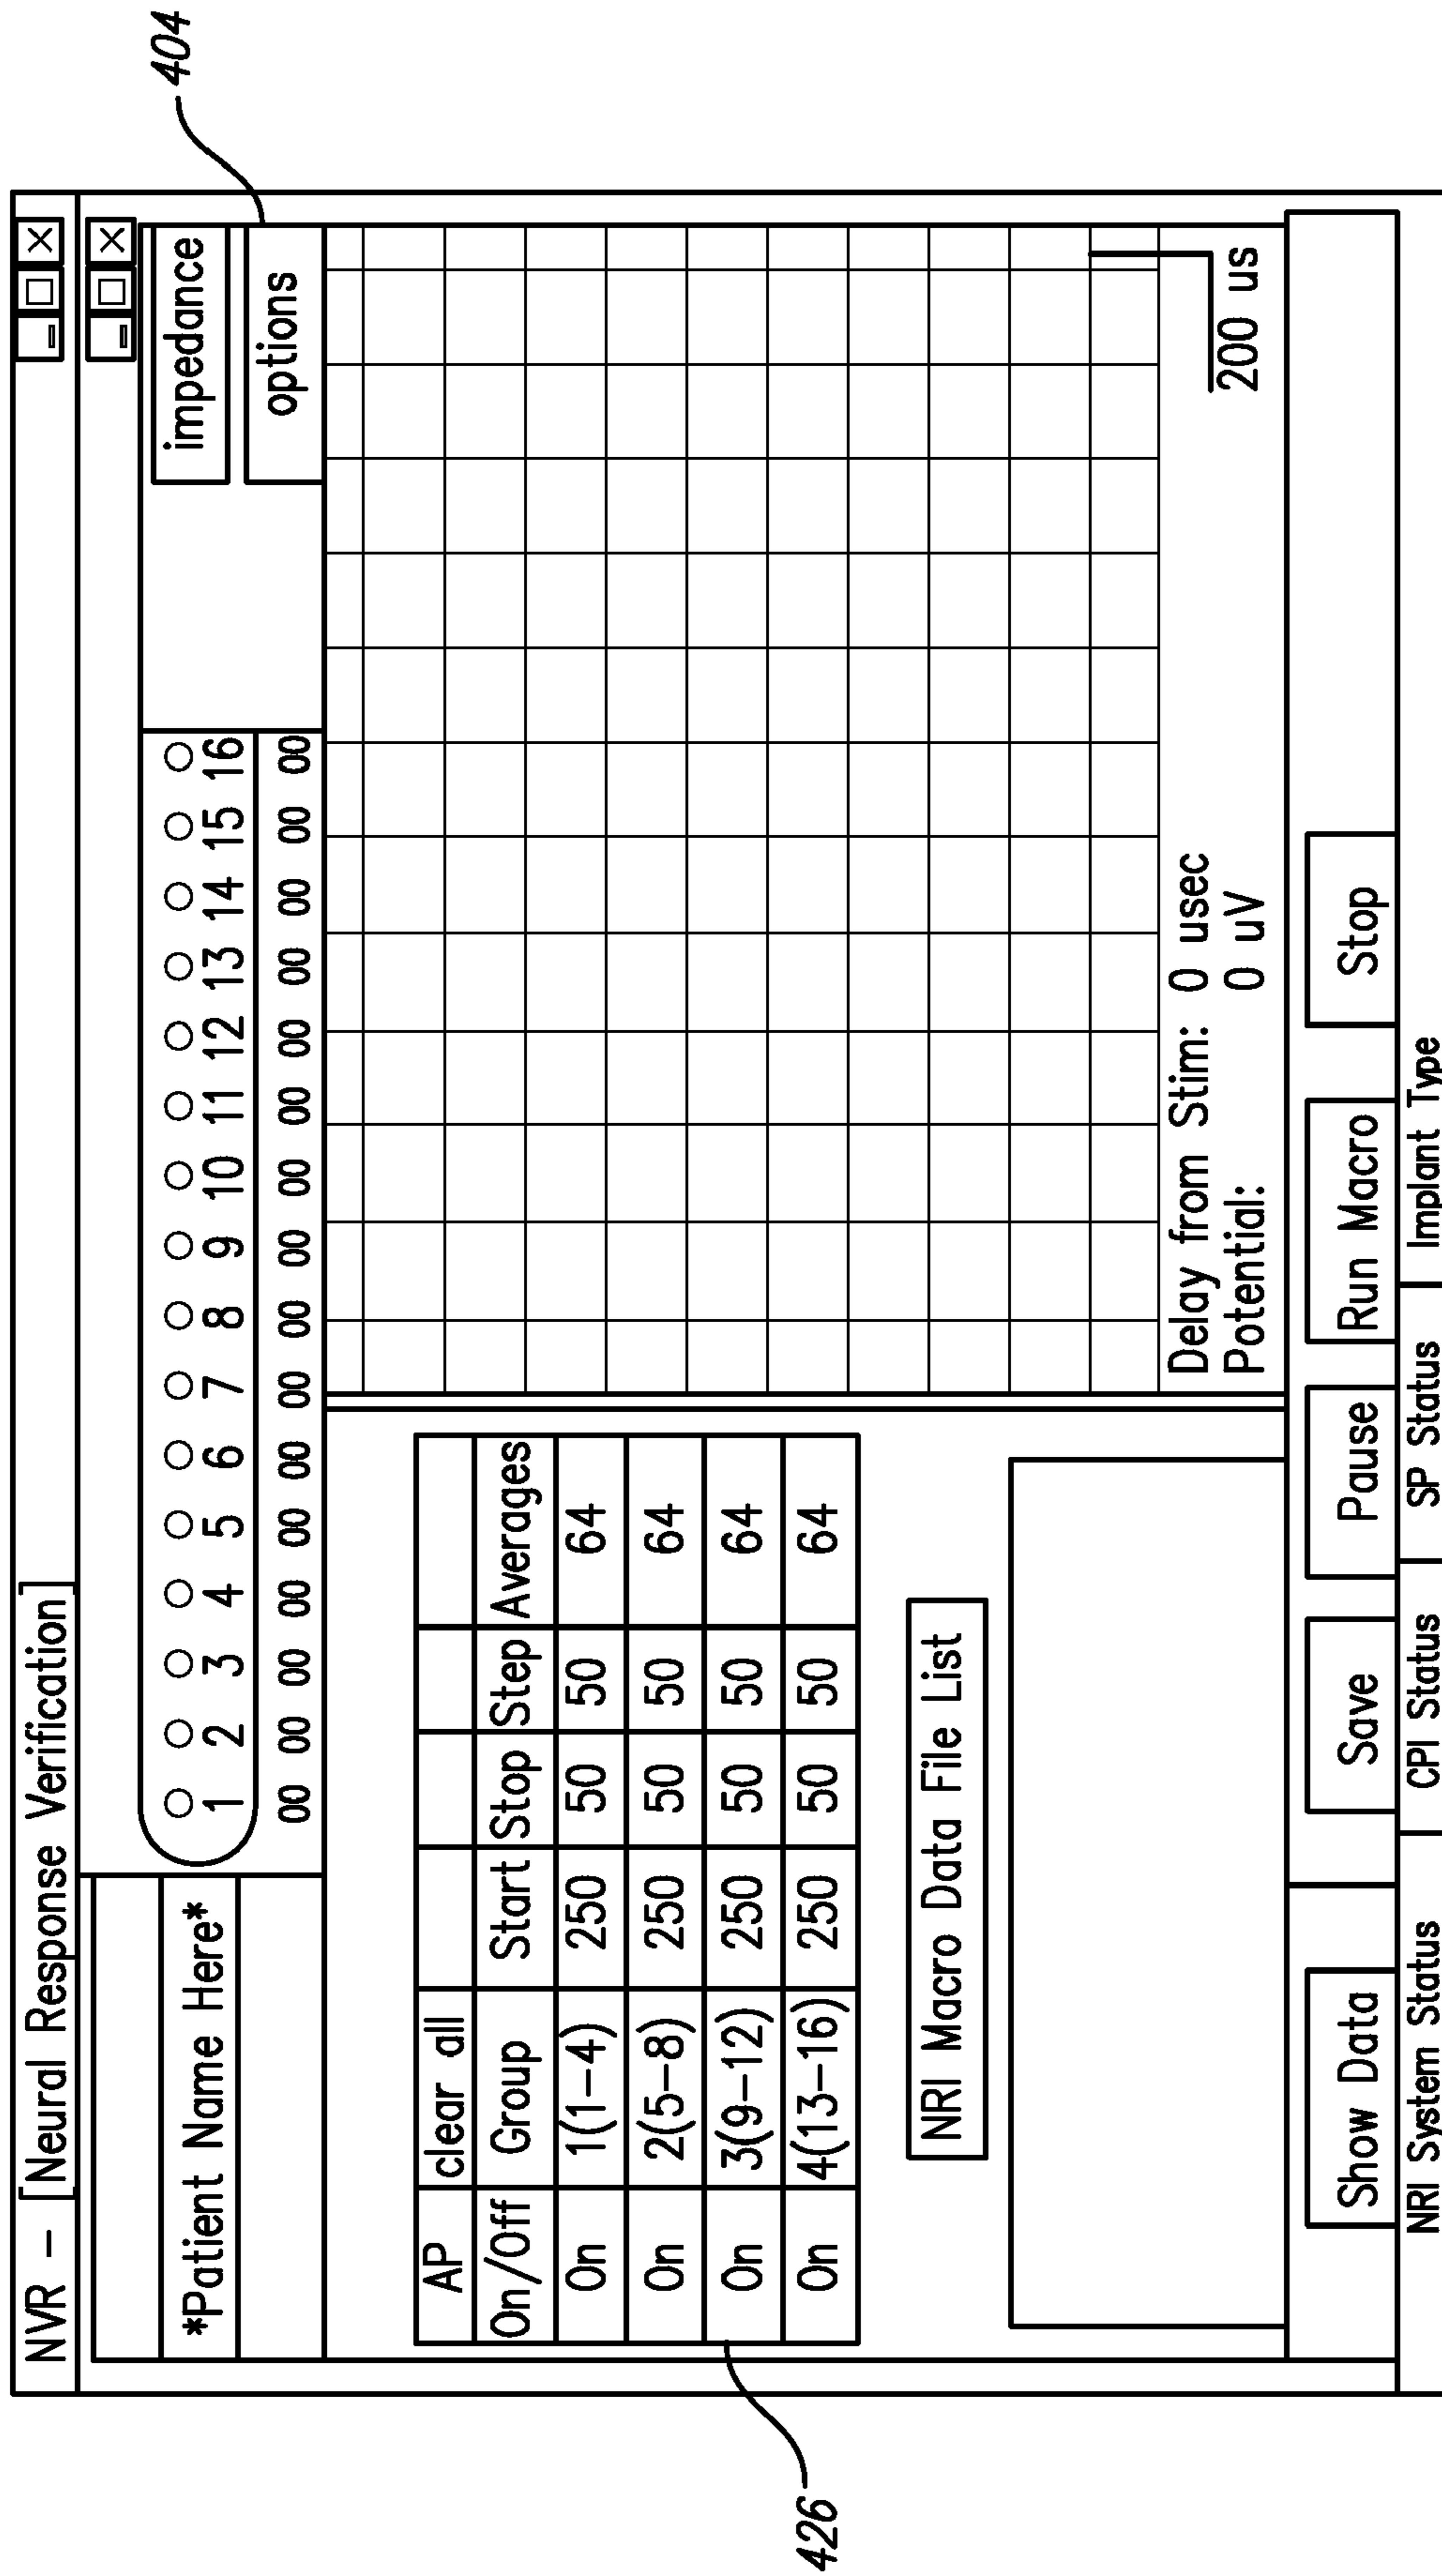 NVR – [Neural Response Verification]
404
*Patient Name Here*
1 2 3 4 5 6 7 8 9 10 11 12 13 14 15 16
00 00 00 00 00 00 00 00 00 00 00 00 00 00 00 00
impedance
options
AP clear all
On/Off Group Start Stop Step Averages
On 1(1–4) 250 50 50 64
On 2(5–8) 250 50 50 64
On 3(9–12) 250 50 50 64
On 4(13–16) 250 50 50 64
426
NRI Macro Data File List
Delay from Stim: 0 usec
Potential: 0 uV
200 us
Show Data Save Pause Run Macro Stop
NRI System Status CPI Status SP Status Implant Type